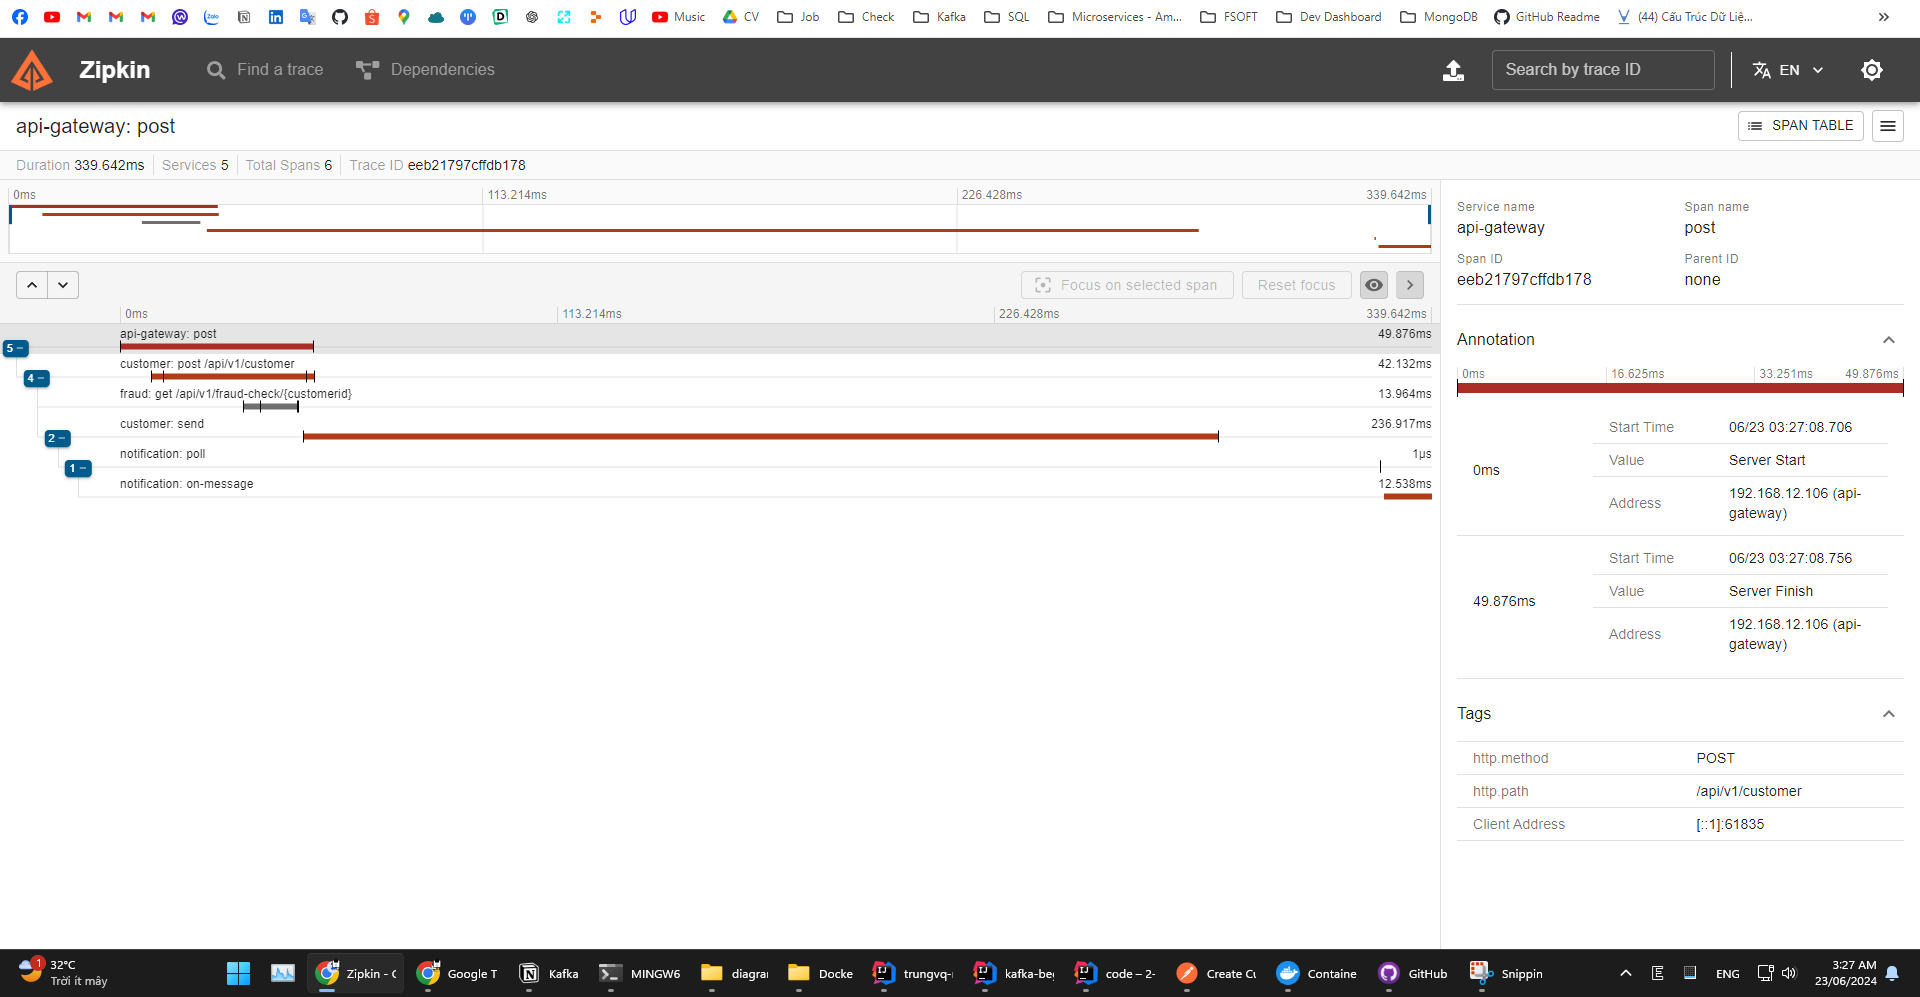 Music CV Job Check Kafka SQL Microservices - Am... FSOFT Dev Dashboard MongoDB GitHub Readme (44) Cấu Trúc Dữ Liệ...
Zipkin Find a trace Dependencies Search by trace ID EN
api-gateway: post SPAN TABLE
Duration 339.642ms Services 5 Total Spans 6 Trace ID eeb21797cffdb178
0ms 113.214ms 226.428ms 339.642ms
Focus on selected span Reset focus
0ms 113.214ms 226.428ms 339.642ms
api-gateway: post 49.876ms
5
customer: post /api/v1/customer 42.132ms
4
fraud: get /api/v1/fraud-check/{customerid} 13.964ms
customer: send 236.917ms
2
notification: poll 1μs
1
notification: on-message 12.538ms
Service name Span name
api-gateway post
Span ID Parent ID
eeb21797cffdb178 none
Annotation
0ms 16.625ms 33.251ms 49.876ms
0ms
Start Time 06/23 03:27:08.706
Value Server Start
Address 192.168.12.106 (api-
gateway)
49.876ms
Start Time 06/23 03:27:08.756
Value Server Finish
Address 192.168.12.106 (api-
gateway)
Tags
http.method POST
http.path /api/v1/customer
Client Address [::1]:61835
1 32°C
Trời ít mây
Zipkin - C Google T Kafka MINGW6 diagrar Docke trungvq- kafka-beg code – 2- Create Cu Containe GitHub Snippin
ENG
3:27 AM
23/06/2024